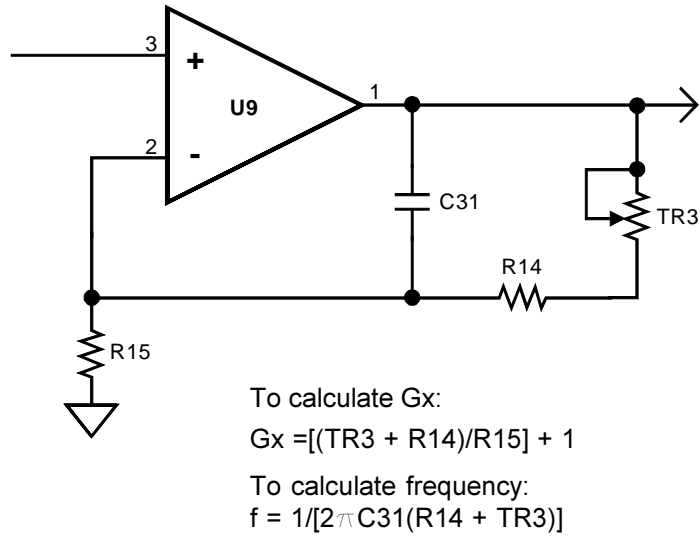 3
+
U9
1
2
-
C31
TR3
R14
R15
To calculate Gx:
Gx =[(TR3 + R14)/R15] + 1
To calculate frequency:
f = 1/[2πC31(R14 + TR3)]